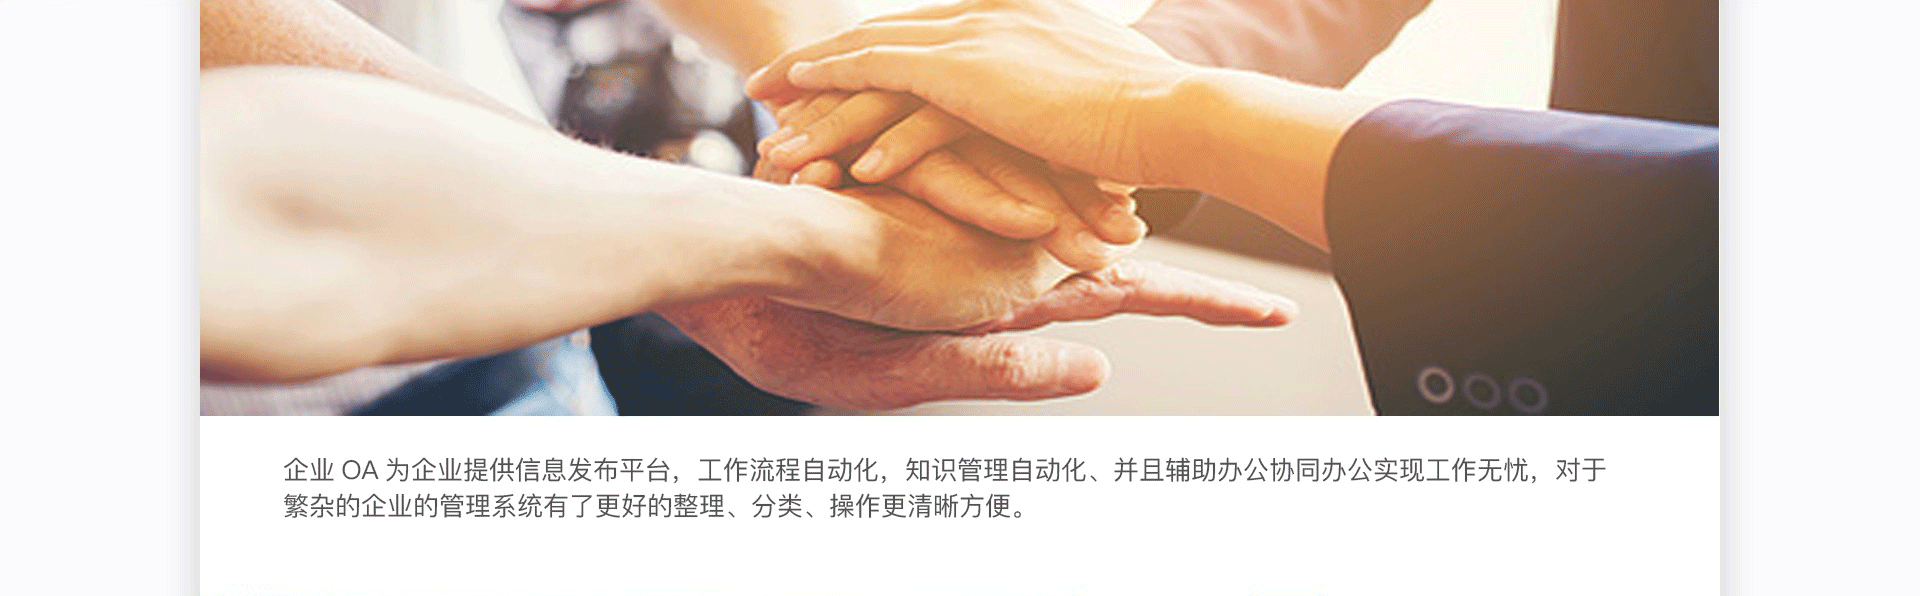 企业 OA 为企业提供信息发布平台，工作流程自动化，知识管理自动化、并且辅助办公协同办公实现工作无忧，对于
繁杂的企业的管理系统有了更好的整理、分类、操作更清晰方便。